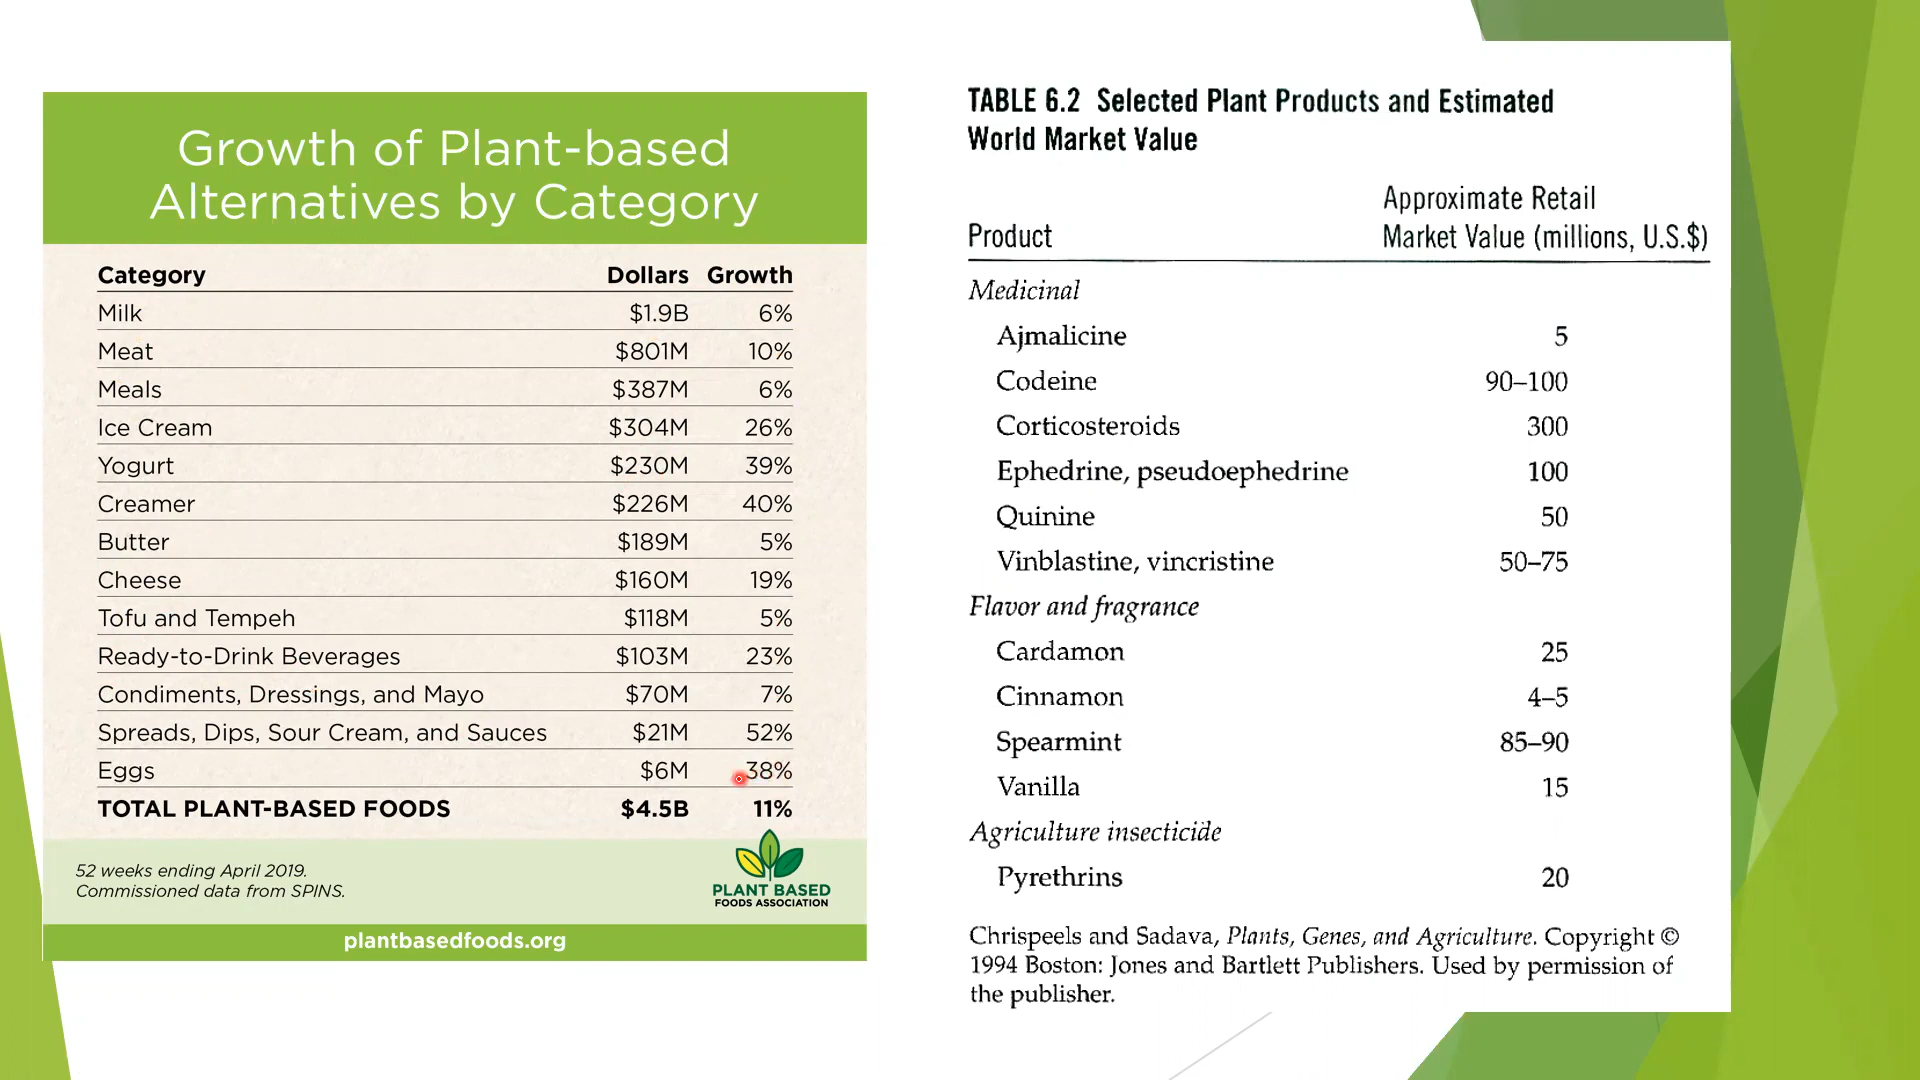 Growth of Plant-based
Alternatives by Category
Category Dollars Growth
Milk $1.9B 6%
Meat $801M 10%
Meals $387M 6%
Ice Cream $304M 26%
Yogurt $230M 39%
Creamer $226M 40%
Butter $189M 5%
Cheese $160M 19%
Tofu and Tempeh $118M 5%
Ready-to-Drink Beverages $103M 23%
Condiments, Dressings, and Mayo $70M 7%
Spreads, Dips, Sour Cream, and Sauces $21M 52%
Eggs $6M 38%
TOTAL PLANT-BASED FOODS $4.5B 11%
52 weeks ending April 2019.
Commissioned data from SPINS.
PLANT BASED
FOODS ASSOCIATION
plantbasedfoods.org
TABLE 6.2 Selected Plant Products and Estimated
World Market Value
Approximate Retail
Product Market Value (millions, U.S.$)
Medicinal
Ajmalicine 5
Codeine 90–100
Corticosteroids 300
Ephedrine, pseudoephedrine 100
Quinine 50
Vinblastine, vincristine 50–75
Flavor and fragrance
Cardamon 25
Cinnamon 4–5
Spearmint 85–90
Vanilla 15
Agriculture insecticide
Pyrethrins 20
Chrispeels and Sadava, Plants, Genes, and Agriculture. Copyright ©
1994 Boston: Jones and Bartlett Publishers. Used by permission of
the publisher.